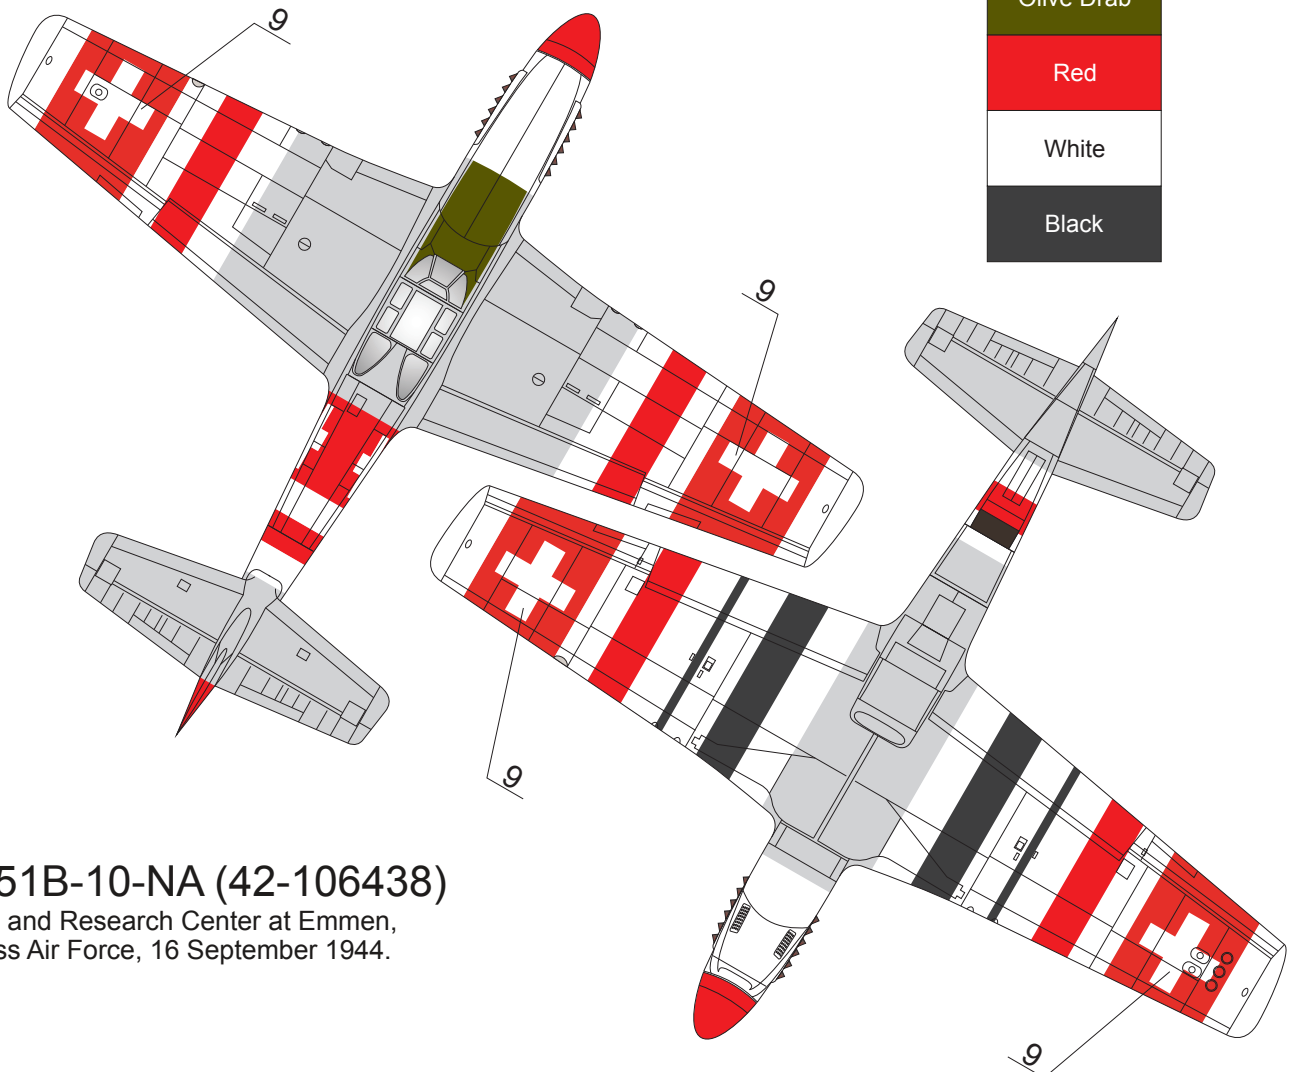 9
Olive Drab
Red
White
Black
9
9
51B-10-NA (42-106438)
and Research Center at Emmen,
ss Air Force, 16 September 1944.
9